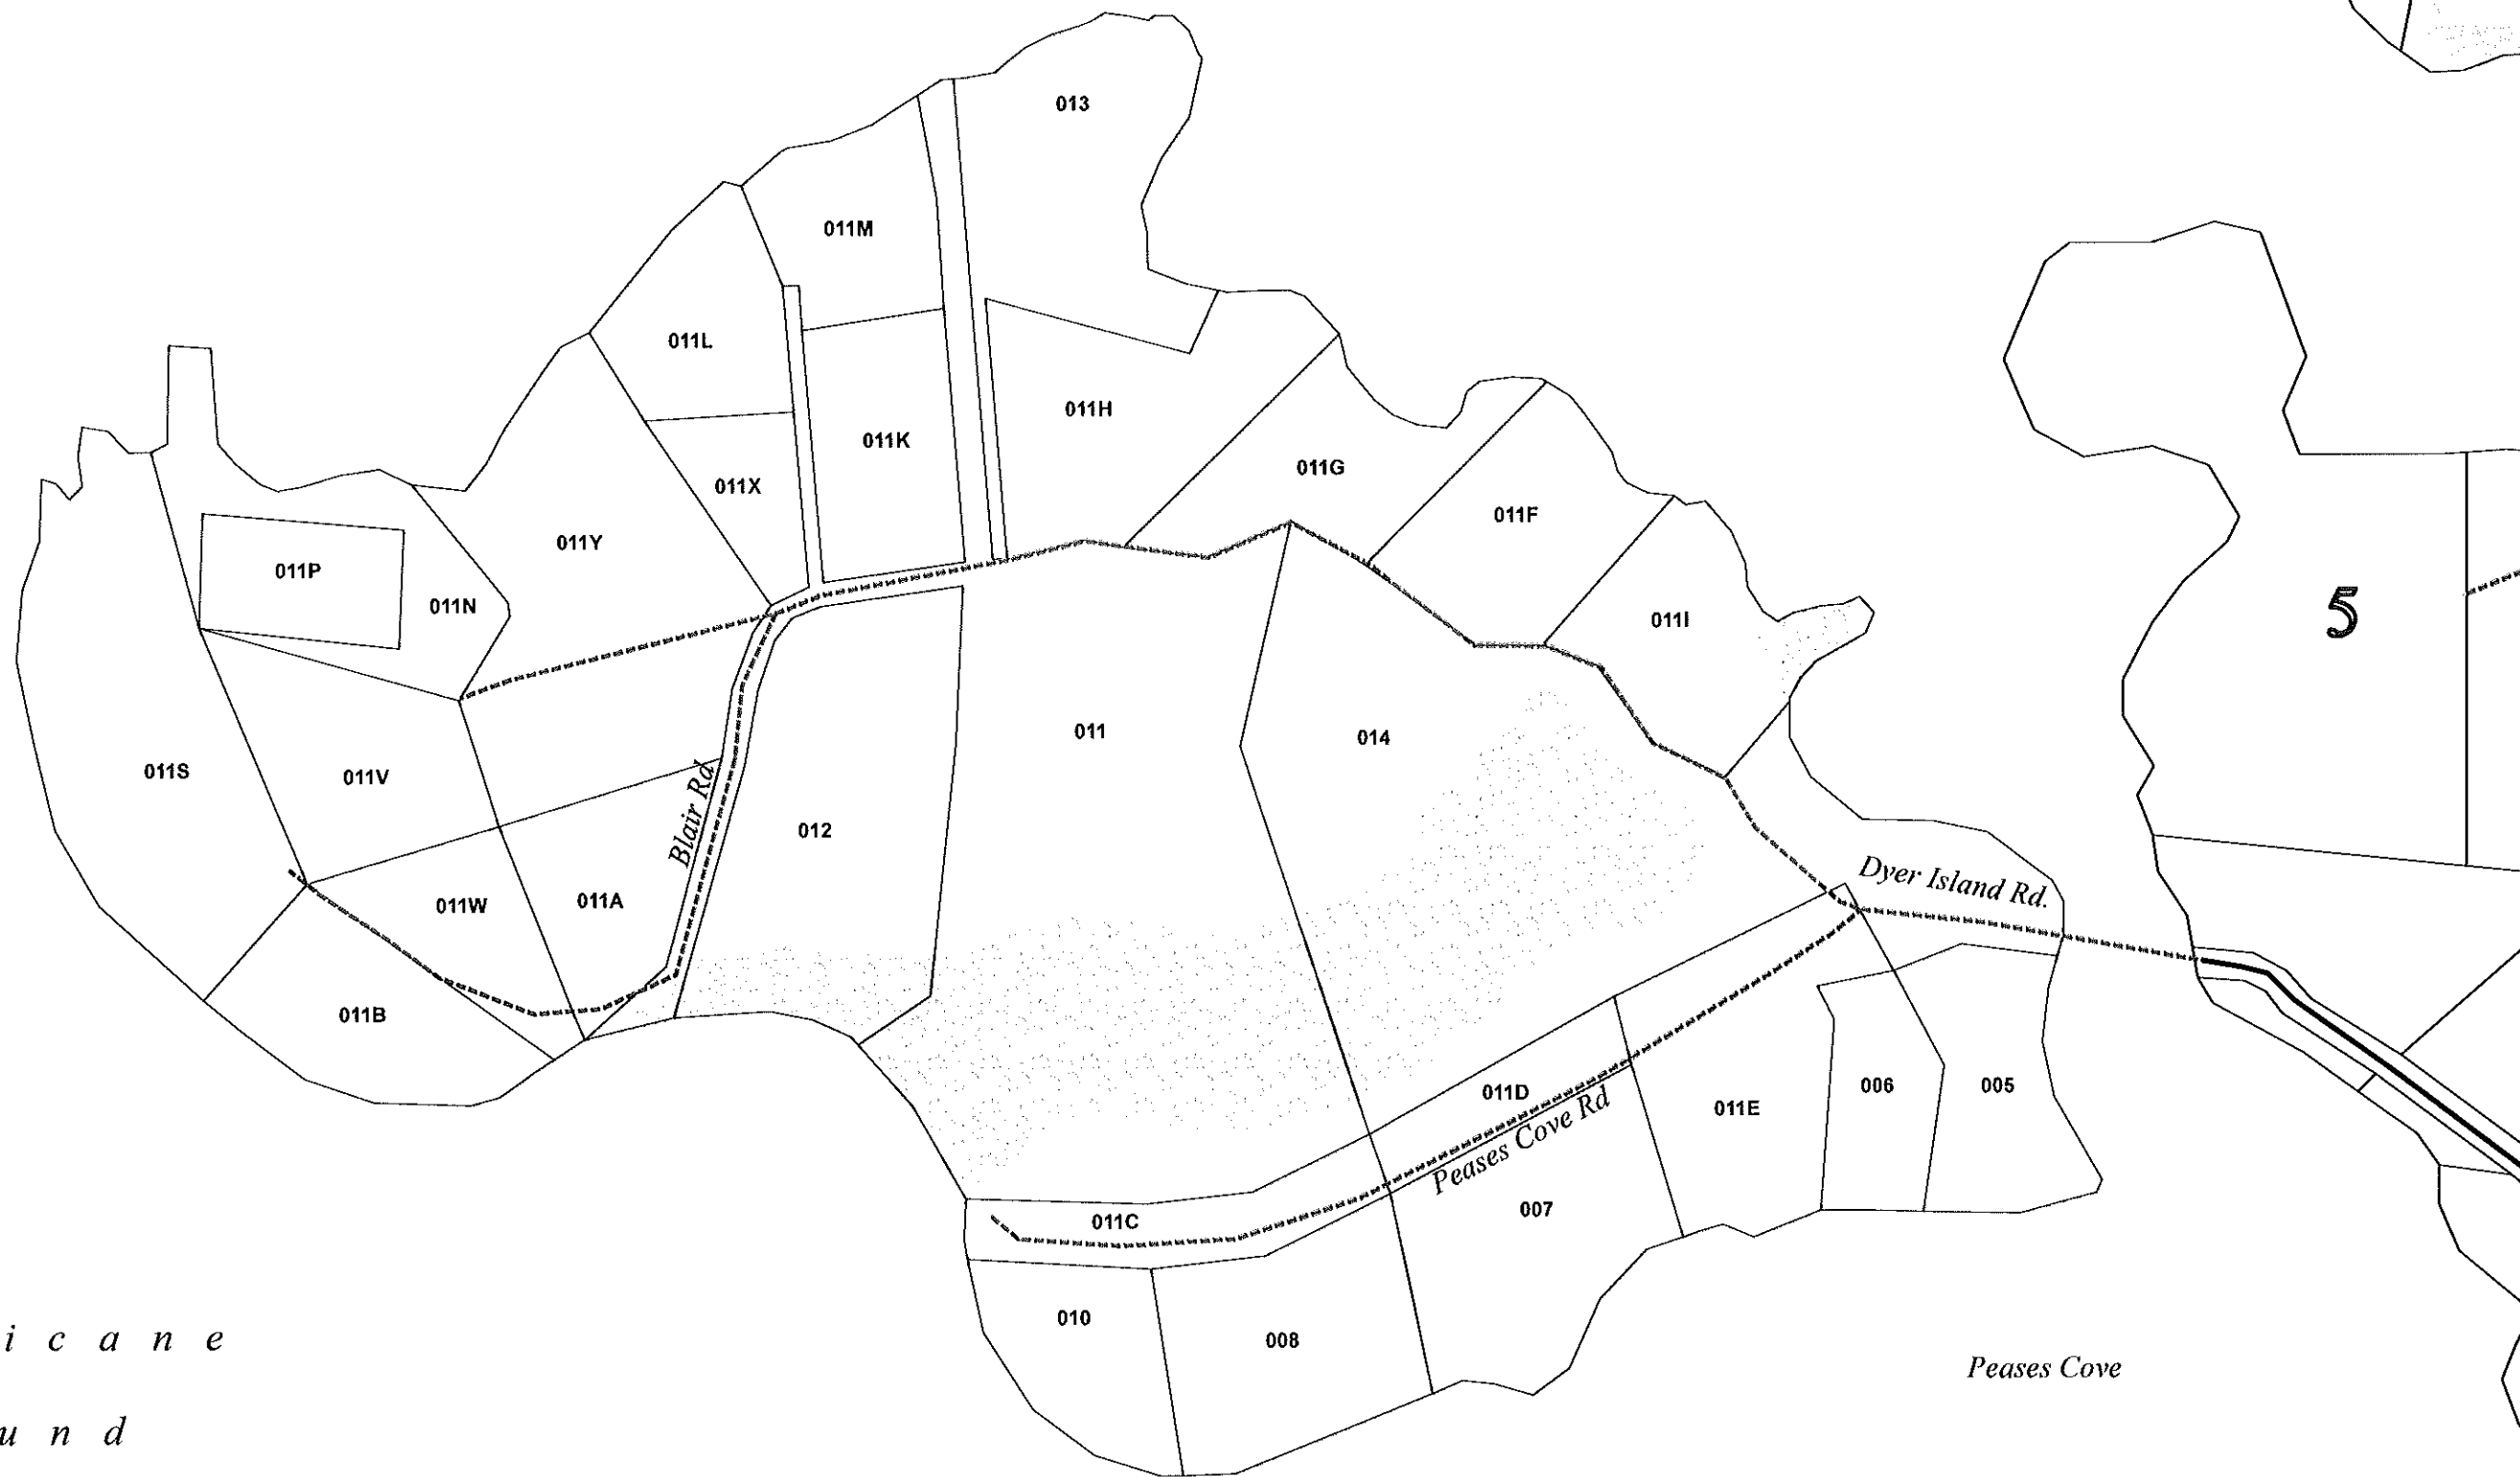 013
011M
011L
011H
011K
011G
011X
011F
011Y
011P
011N
5
011I
011
014
011S
011V
Blair Rd
012
Dyer Island Rd.
011W
011A
011B
011D
006
005
011E
Peases Cove Rd
007
011C
010
008
icane
Peases Cove
und